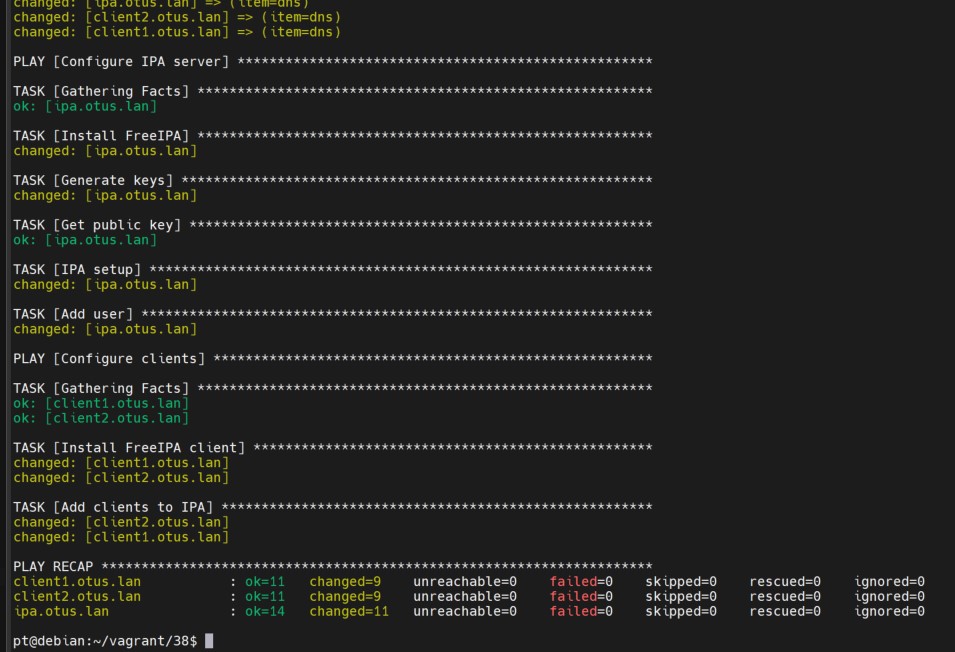 changed: [ipa.otus.lan] => (item=dns)
changed: [client2.otus.lan] => (item=dns)
changed: [client1.otus.lan] => (item=dns)

PLAY [Configure IPA server] ****************************************************

TASK [Gathering Facts] *********************************************************
ok: [ipa.otus.lan]

TASK [Install FreeIPA] *********************************************************
changed: [ipa.otus.lan]

TASK [Generate keys] ***********************************************************
changed: [ipa.otus.lan]

TASK [Get public key] **********************************************************
ok: [ipa.otus.lan]

TASK [IPA setup] ***************************************************************
changed: [ipa.otus.lan]

TASK [Add user] ****************************************************************
changed: [ipa.otus.lan]

PLAY [Configure clients] *******************************************************

TASK [Gathering Facts] *********************************************************
ok: [client1.otus.lan]
ok: [client2.otus.lan]

TASK [Install FreeIPA client] **************************************************
changed: [client1.otus.lan]
changed: [client2.otus.lan]

TASK [Add clients to IPA] ******************************************************
changed: [client2.otus.lan]
changed: [client1.otus.lan]

PLAY RECAP *********************************************************************
client1.otus.lan           : ok=11   changed=9    unreachable=0    failed=0    skipped=0    rescued=0    ignored=0
client2.otus.lan           : ok=11   changed=9    unreachable=0    failed=0    skipped=0    rescued=0    ignored=0
ipa.otus.lan               : ok=14   changed=11   unreachable=0    failed=0    skipped=0    rescued=0    ignored=0

pt@debian:~/vagrant/38$